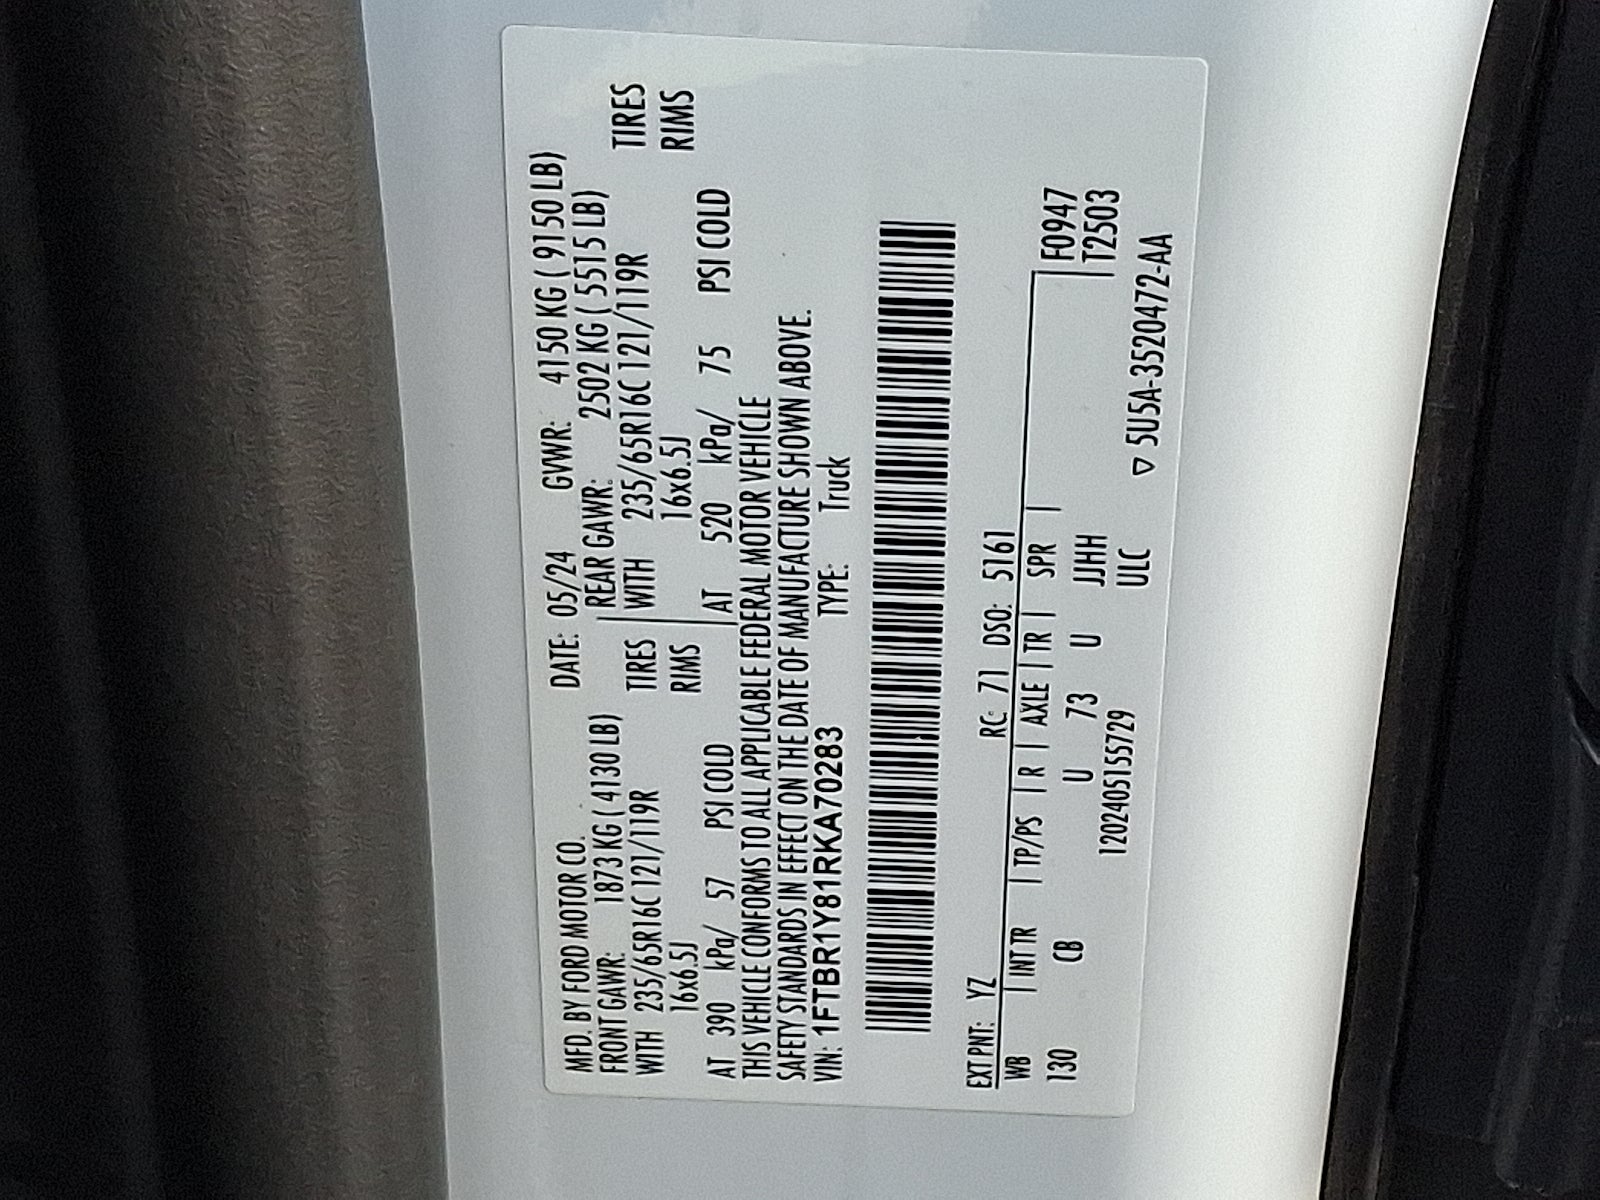 MFD. BY FORD MOTOR CO. DATE: 05/24 GVWR: 4150 KG ( 9150 LB)
FRONT GAWR: 1873 KG ( 4130 LB) REAR GAWR: 2502 KG ( 5515 LB)
WITH 235/65R16C 121/119R TIRES WITH 235/65R16C 121/119R TIRES
16x6.5J RIMS 16x6.5J RIMS
AT 390 kPa/ 57 PSI COLD AT 520 kPa/ 75 PSI COLD
THIS VEHICLE CONFORMS TO ALL APPLICABLE FEDERAL MOTOR VEHICLE
SAFETY STANDARDS IN EFFECT ON THE DATE OF MANUFACTURE SHOWN ABOVE.
VIN: 1FTBR1Y81RKA70283 TYPE: Truck
EXT PNT: YZ RC: 71 DSO: 5161
WB | INT TR | TP/PS | R | AXLE | TR | SPR | F0947
130 CB U 73 U JJHH T2503
12024051557​29 ULC
▽ 5U5A-3520472-AA